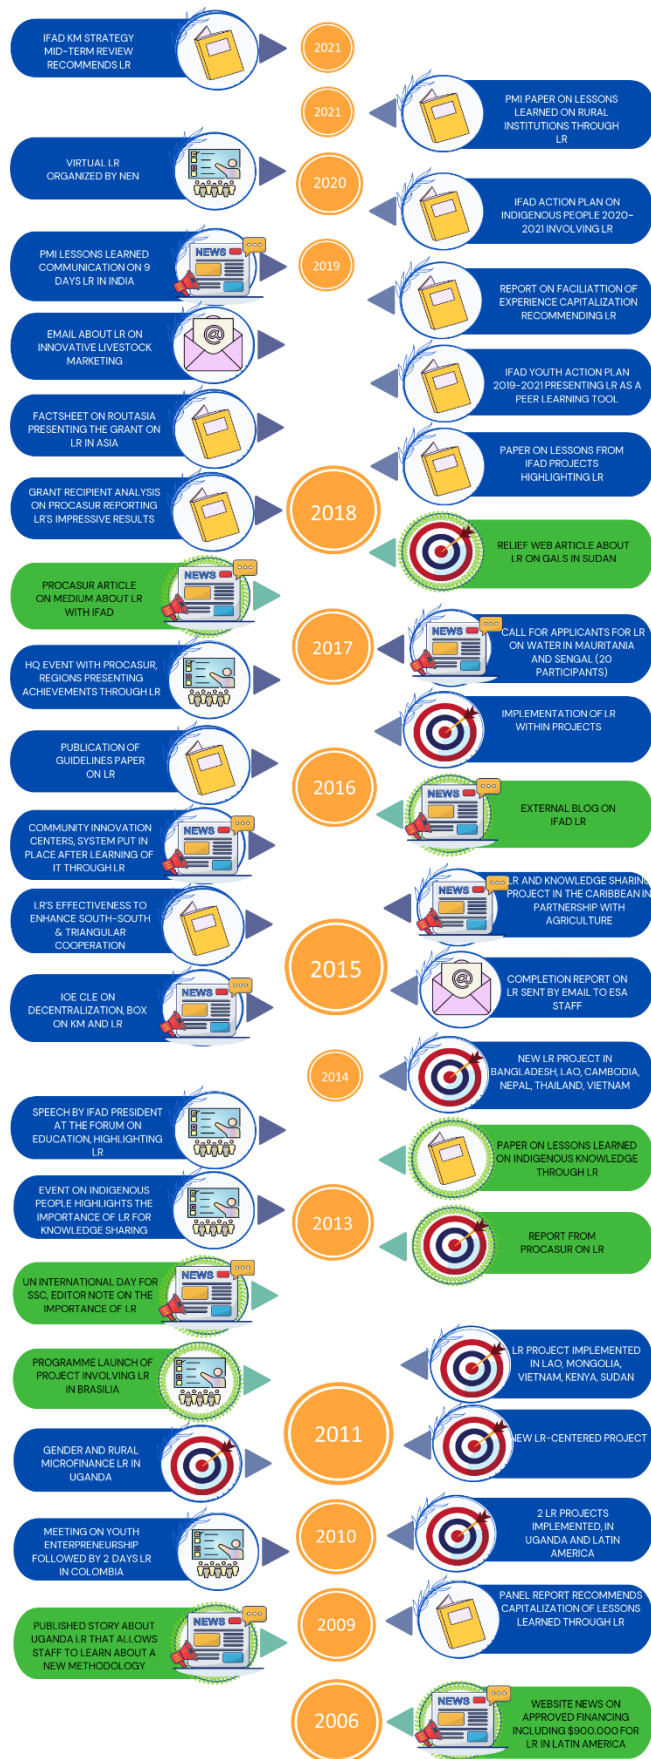 IFAD KM STRATEGY
MID-TERM REVIEW
RECOMMENDS LR
2021
2021
PMI PAPER ON LESSONS
LEARNED ON RURAL
INSTITUTIONS THROUGH
LR
VIRTUAL LR
ORGANIZED BY NEN
2020
IFAD ACTION PLAN ON
INDIGENOUS PEOPLE 2020-
2021 INVOLVING LR
PMI LESSONS LEARNED
COMMUNICATION ON 9
DAYS LR IN INDIA
NEWS
2019
REPORT ON FACILIATTION OF
EXPERIENCE CAPITALIZATION
RECOMMENDING LR
EMAIL ABOUT LR ON
INNOVATIVE LIVESTOCK
MARKETING
@
IFAD YOUTH ACTION PLAN
2019-2021 PRESENTING LR AS A
PEER LEARNING TOOL
FACTSHEET ON ROUTASIA
PRESENTING THE GRANT ON
LR IN ASIA
PAPER ON LESSONS FROM
IFAD PROJECTS
HIGHLIGHTING LR
GRANT RECIPIENT ANALYSIS
ON PROCASUR REPORTING
LR'S IMPRESSIVE RESULTS
2018
RELIEF WEB ARTICLE ABOUT
LR ON GALS IN SUDAN
PROCASUR ARTICLE
ON MEDIUM ABOUT LR
WITH IFAD
NEWS
2017
NEWS
CALL FOR APPLICANTS FOR LR
ON WATER IN MAURITANIA
AND SENGAL (20
PARTICIPANTS)
HQ EVENT WITH PROCASUR,
REGIONS PRESENTING
ACHIEVEMENTS THROUGH LR
IMPLEMENTATION OF LR
WITHIN PROJECTS
PUBLICATION OF
GUIDELINES PAPER
ON LR
2016
NEWS
EXTERNAL BLOG ON
IFAD LR
COMMUNITY INNOVATION
CENTERS, SYSTEM PUT IN
PLACE AFTER LEARNING OF
IT THROUGH LR
NEWS
NEWS
LR AND KNOWLEDGE SHARING
PROJECT IN THE CARIBBEAN IN
PARTNERSHIP WITH
AGRICULTURE
LR'S EFFECTIVENESS TO
ENHANCE SOUTH-SOUTH
& TRIANGULAR
COOPERATION
2015
@
COMPLETION REPORT ON
LR SENT BY EMAIL TO ESA
STAFF
IOE CLE ON
DECENTRALIZATION, BOX
ON KM AND LR
NEWS
2014
NEW LR PROJECT IN
BANGLADESH, LAO, CAMBODIA,
NEPAL, THAILAND, VIETNAM
SPEECH BY IFAD PRESIDENT
AT THE FORUM ON
EDUCATION, HIGHLIGHTING
LR
PAPER ON LESSONS LEARNED
ON INDIGENOUS KNOWLEDGE
THROUGH LR
EVENT ON INDIGENOUS
PEOPLE HIGHLIGHTS THE
IMPORTANCE OF LR FOR
KNOWLEDGE SHARING
2013
REPORT FROM
PROCASUR ON LR
UN INTERNATIONAL DAY FOR
SSC, EDITOR NOTE ON THE
IMPORTANCE OF LR
NEWS
LR PROJECT IMPLEMENTED
IN LAO, MONGOLIA,
VIETNAM, KENYA, SUDAN
PROGRAMME LAUNCH OF
PROJECT INVOLVING LR
IN BRASILIA
2011
NEW LR-CENTERED PROJECT
GENDER AND RURAL
MICROFINANCE LR IN
UGANDA
2010
2 LR PROJECTS
IMPLEMENTED, IN
UGANDA AND LATIN
AMERICA
MEETING ON YOUTH
ENTERPRENEURSHIP
FOLLOWED BY 2 DAYS LR
IN COLOMBIA
PANEL REPORT RECOMMENDS
CAPITALIZATION OF LESSONS
LEARNED THROUGH LR
2009
PUBLISHED STORY ABOUT
UGANDA LR THAT ALLOWS
STAFF TO LEARN ABOUT A
NEW METHODOLOGY
NEWS
2006
NEWS
WEBSITE NEWS ON
APPROVED FINANCING
INCLUDING $900.000 FOR
LR IN LATIN AMERICA